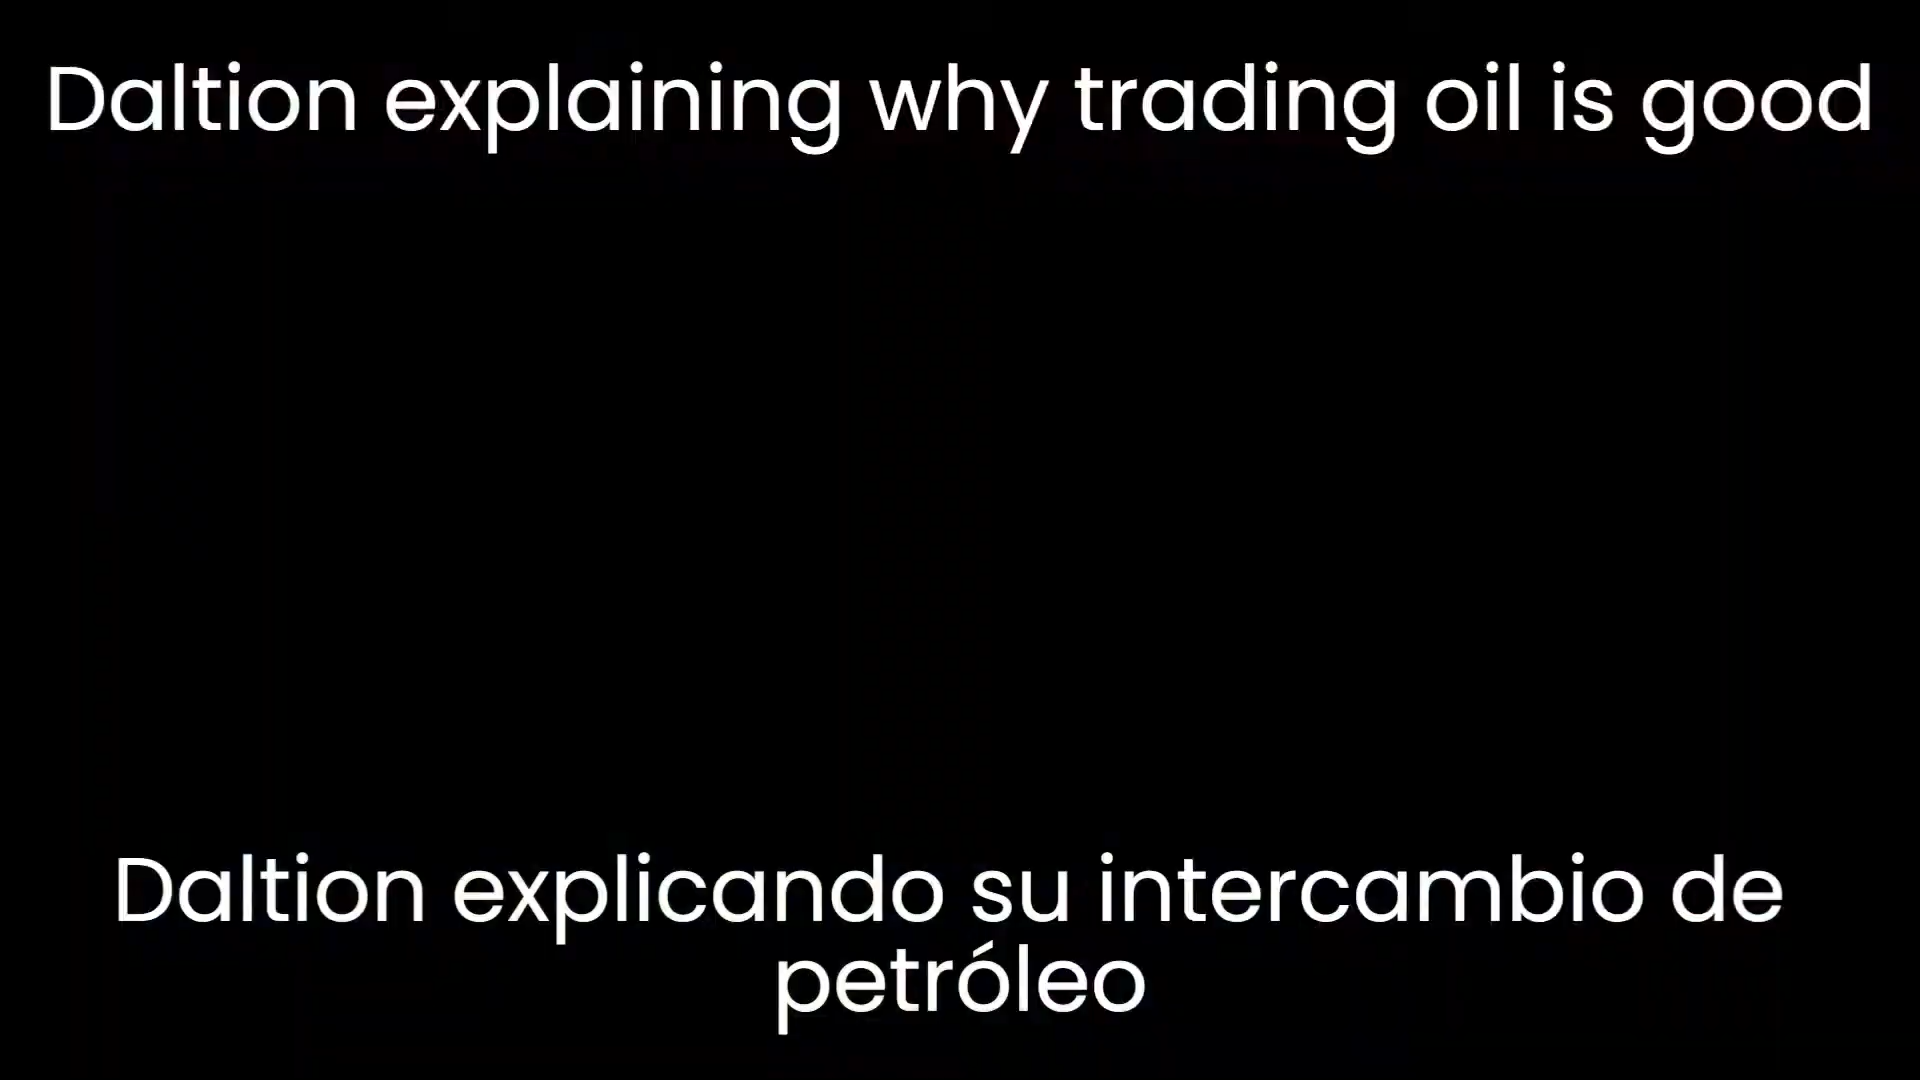 Daltion explaining why trading oil is good
Daltion explicando su intercambio de
petróleo